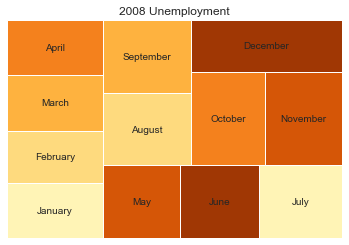 2008 Unemployment
April
September
December
March
August
October
November
February
January
May
June
July